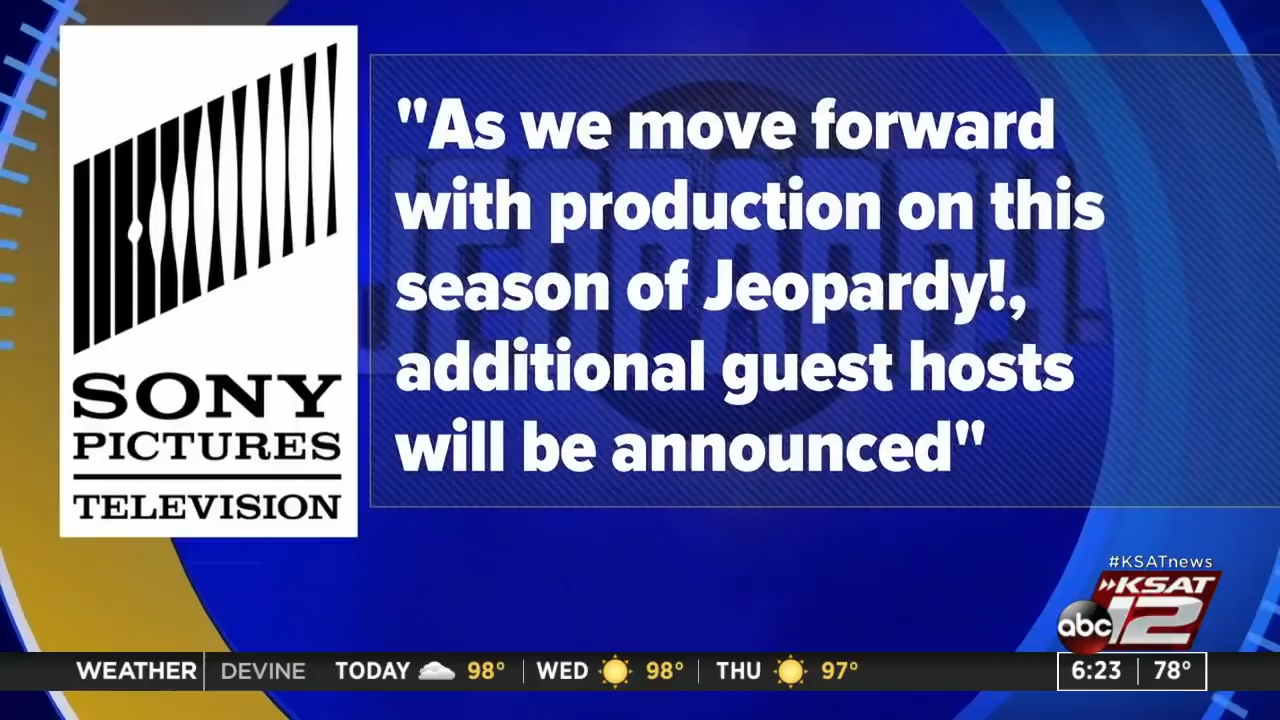 "As we move forward
with production on this
season of Jeopardy!,
additional guest hosts
will be announced"
SONY
PICTURES
TELEVISION
JEOPARDY!
#KSATnews
KSAT
abc 12
WEATHER DEVINE TODAY 98° WED 98° THU 97° 6:23 78°